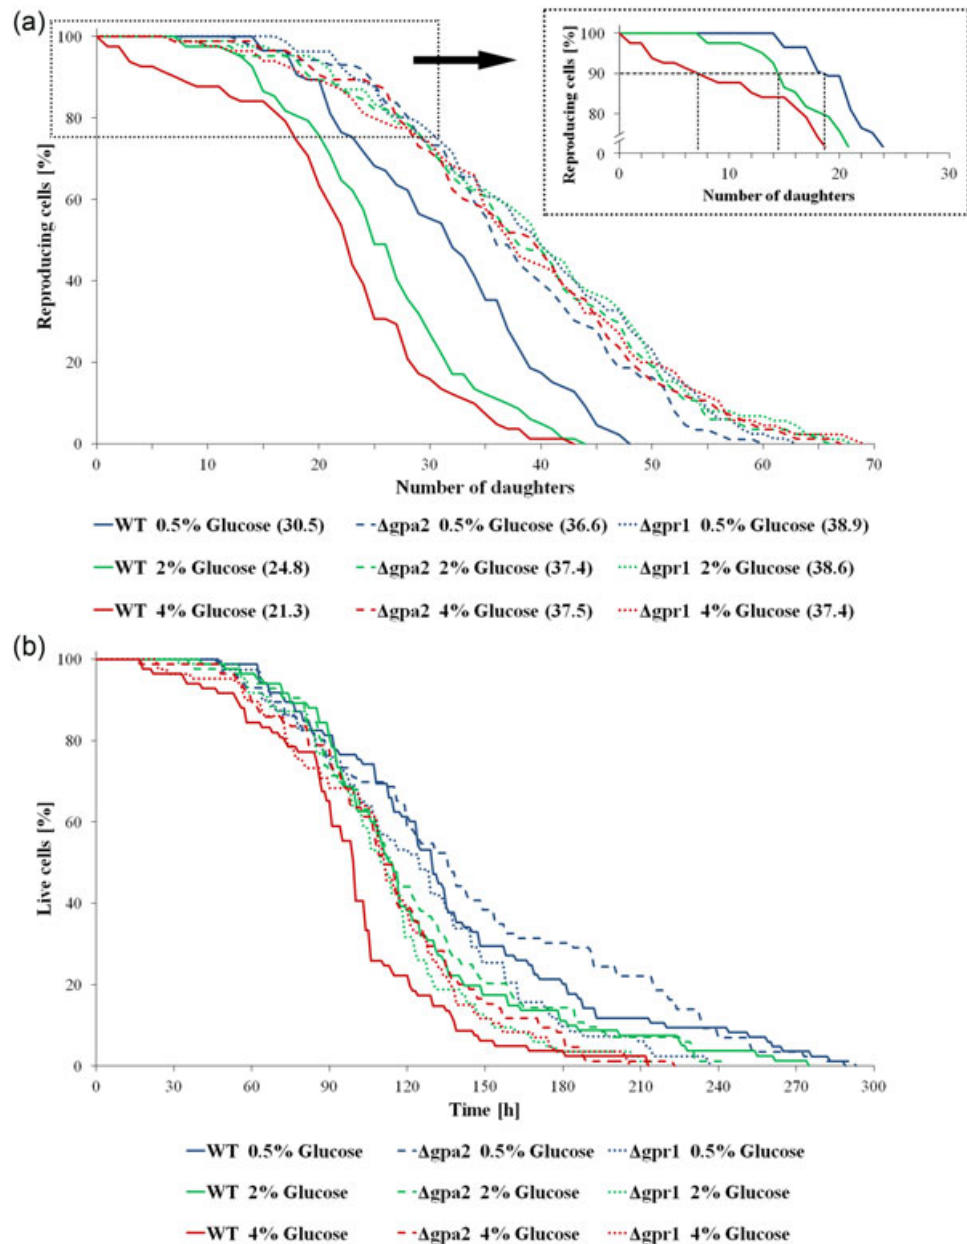 (a)
100
80
60
40
20
0
Reproducing cells [%]
0 10 20 30 40 50 60 70
Number of daughters
100
90
80
0
Reproducing cells [%]
0 10 20 30
Number of daughters
WT 0.5% Glucose (30.5) Δgpa2 0.5% Glucose (36.6) Δgpr1 0.5% Glucose (38.9)
WT 2% Glucose (24.8) Δgpa2 2% Glucose (37.4) Δgpr1 2% Glucose (38.6)
WT 4% Glucose (21.3) Δgpa2 4% Glucose (37.5) Δgpr1 4% Glucose (37.4)
(b)
100
80
60
40
20
0
Live cells [%]
0 30 60 90 120 150 180 210 240 270 300
Time [h]
WT 0.5% Glucose Δgpa2 0.5% Glucose Δgpr1 0.5% Glucose
WT 2% Glucose Δgpa2 2% Glucose Δgpr1 2% Glucose
WT 4% Glucose Δgpa2 4% Glucose Δgpr1 4% Glucose